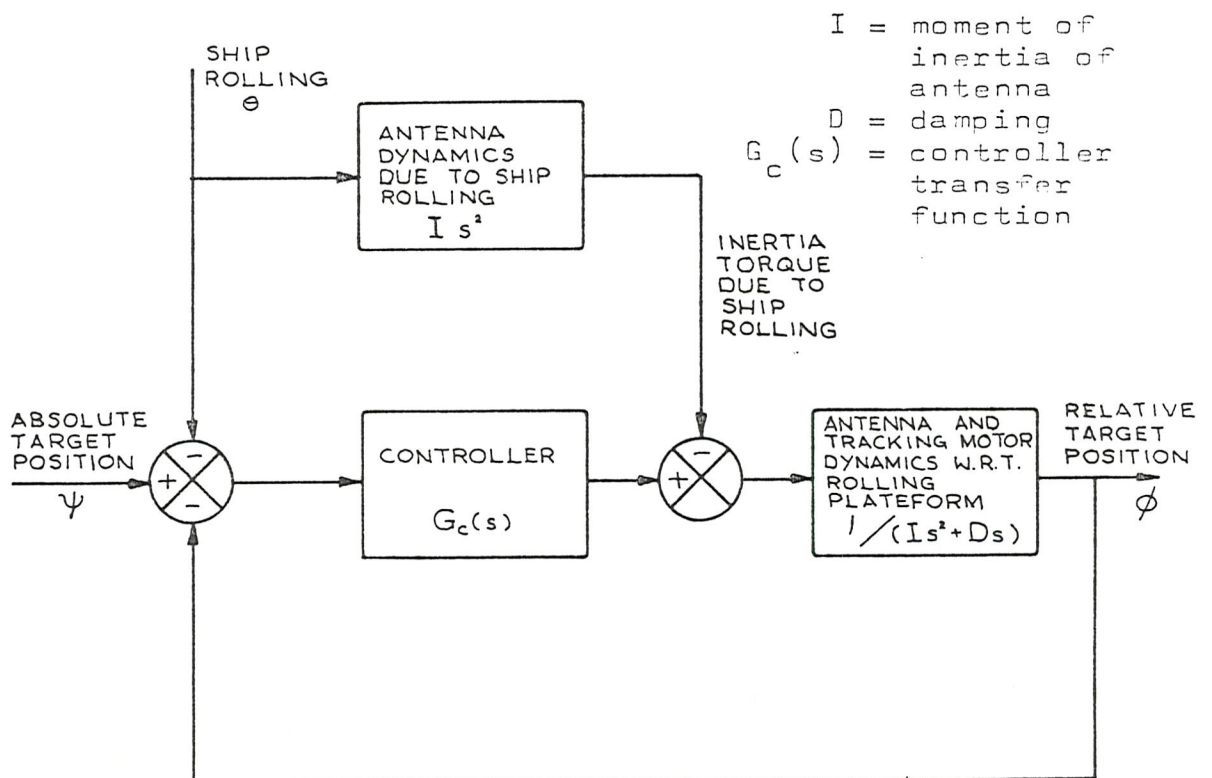 I = moment of
inertia of
antenna
D = damping
G_c(s) = controller
transfer
function
SHIP
ROLLING
θ
ANTENNA
DYNAMICS
DUE TO SHIP
ROLLING
I s²
INERTIA
TORQUE
DUE TO
SHIP
ROLLING
ABSOLUTE
TARGET
POSITION
ψ
+
−
−
CONTROLLER
G_c(s)
+
−
ANTENNA AND
TRACKING MOTOR
DYNAMICS W.R.T.
ROLLING
PLATEFORM
1/(Is²+Ds)
RELATIVE
TARGET
POSITION
ϕ